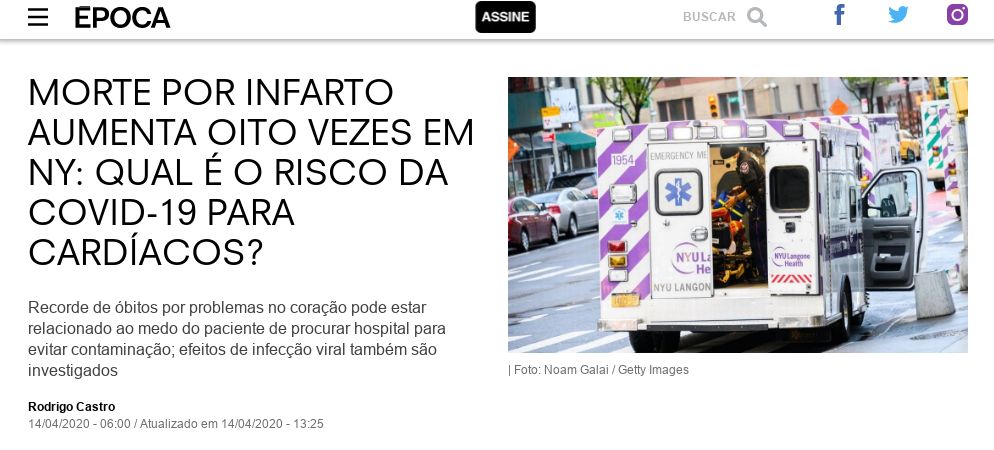 ÉPOCA
ASSINE
BUSCAR
MORTE POR INFARTO
AUMENTA OITO VEZES EM
NY: QUAL É O RISCO DA
COVID-19 PARA
CARDÍACOS?
Recorde de óbitos por problemas no coração pode estar
relacionado ao medo do paciente de procurar hospital para
evitar contaminação; efeitos de infecção viral também são
investigados
Rodrigo Castro
14/04/2020 - 06:00 / Atualizado em 14/04/2020 - 13:25
1954
EMERGENCY ME
NYU Langone
Health
NYU L
He
NYU LANGON
| Foto: Noam Galai / Getty Images